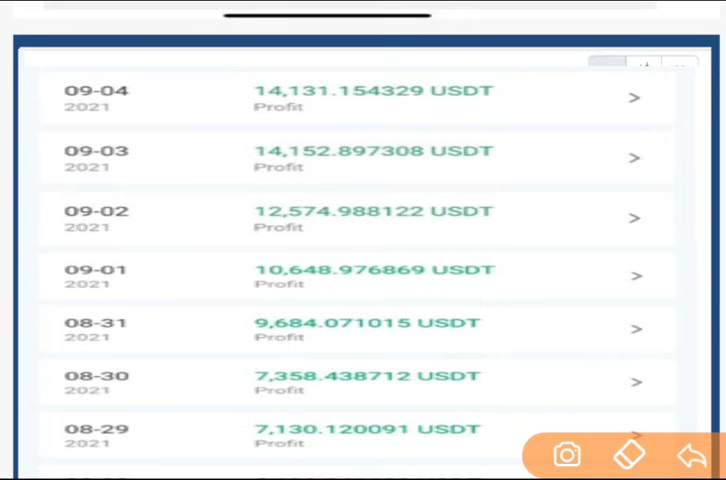 09-04 14,131.154329 USDT
2021 Profit >
09-03 14,152.897308 USDT
2021 Profit >
09-02 12,574.988122 USDT
2021 Profit >
09-01 10,648.976869 USDT
2021 Profit >
08-31 9,684.071015 USDT
2021 Profit >
08-30 7,358.438712 USDT
2021 Profit >
08-29 7,130.120091 USDT
2021 Profit >